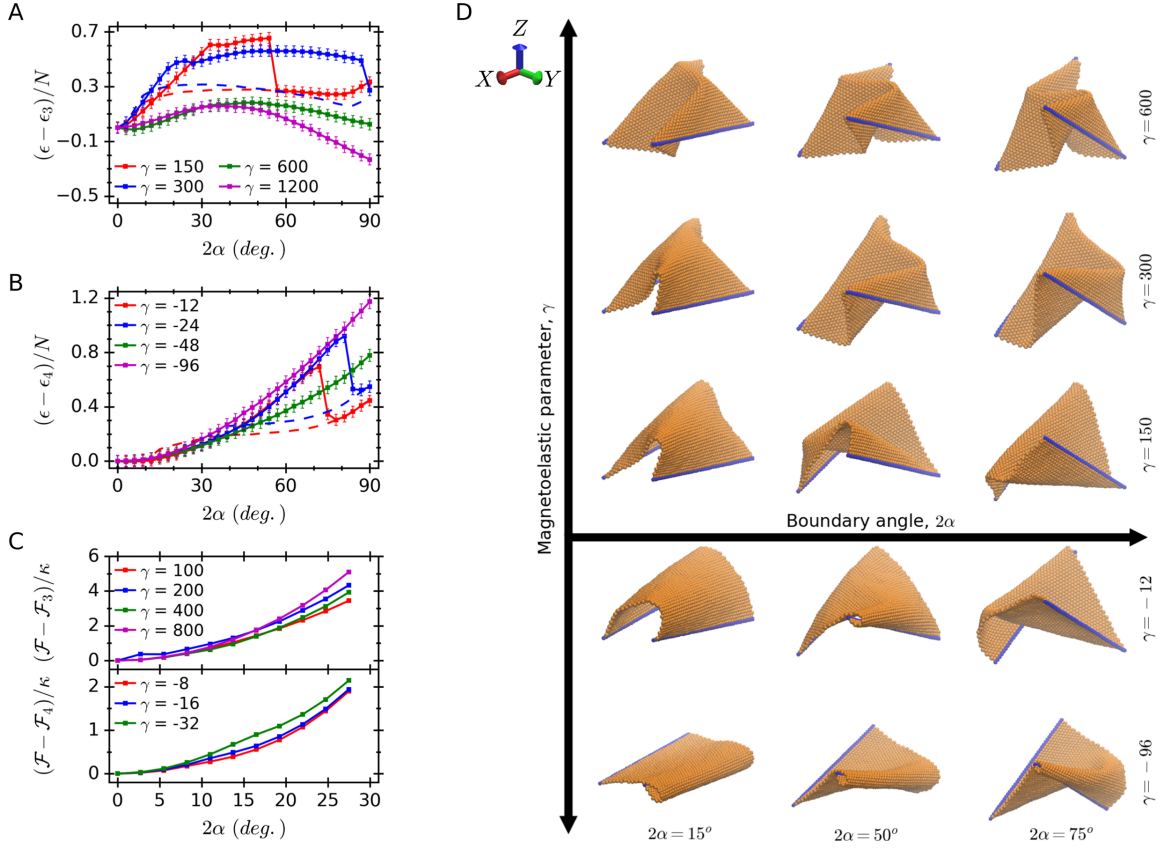 A
(ϵ − ϵ₃)/N
0.7
0.3
−0.1
−0.5
γ = 150
γ = 300
γ = 600
γ = 1200
0 30 60 90
2α (deg.)
B
(ϵ − ϵ₄)/N
1.2
0.8
0.4
0.0
γ = -12
γ = -24
γ = -48
γ = -96
0 30 60 90
2α (deg.)
C
(ℱ − ℱ₃)/κ
6
4
2
0
γ = 100
γ = 200
γ = 400
γ = 800
(ℱ − ℱ₄)/κ
2
1
0
γ = -8
γ = -16
γ = -32
0 5 10 15 20 25 30
2α (deg.)
D
Z
X Y
Magnetoelastic parameter, γ
Boundary angle, 2α
γ = 600
γ = 300
γ = 150
γ = −12
γ = −96
2α = 15°
2α = 50°
2α = 75°